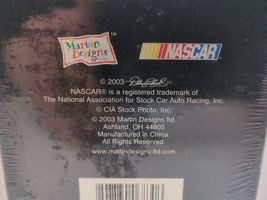 Martin Designs ™
NASCAR
© 2003
NASCAR® is a registered trademark of
The National Association for Stock Car Auto Racing, Inc.
© CIA Stock Photo, Inc.
© 2003 Martin Designs ltd.
Ashland, OH 44805
Manufactured in China.
All Rights Reserved.
www.martindesigns-ltd.com